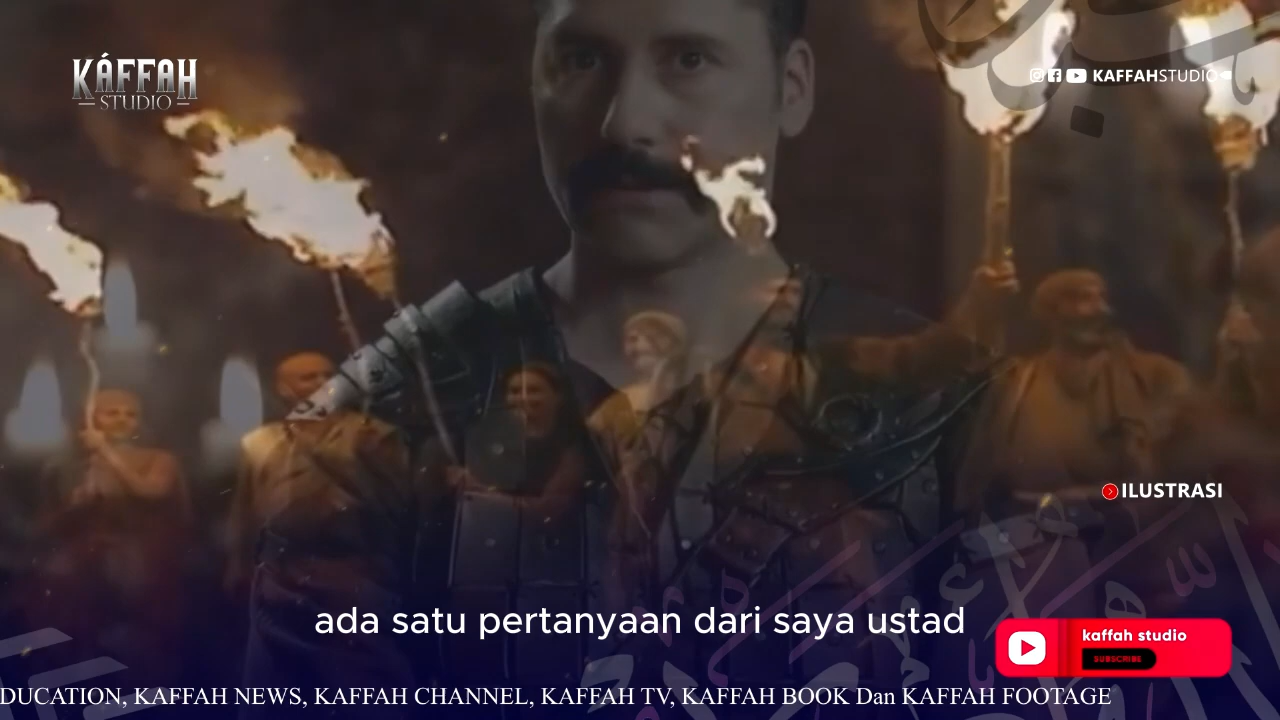 KÁFFAH
STUDIO
KAFFAHSTUDIO
ILUSTRASI
ada satu pertanyaan dari saya ustad
kaffah studio
SUBSCRIBE
DUCATION, KAFFAH NEWS, KAFFAH CHANNEL, KAFFAH TV, KAFFAH BOOK Dan KAFFAH FOOTAGE